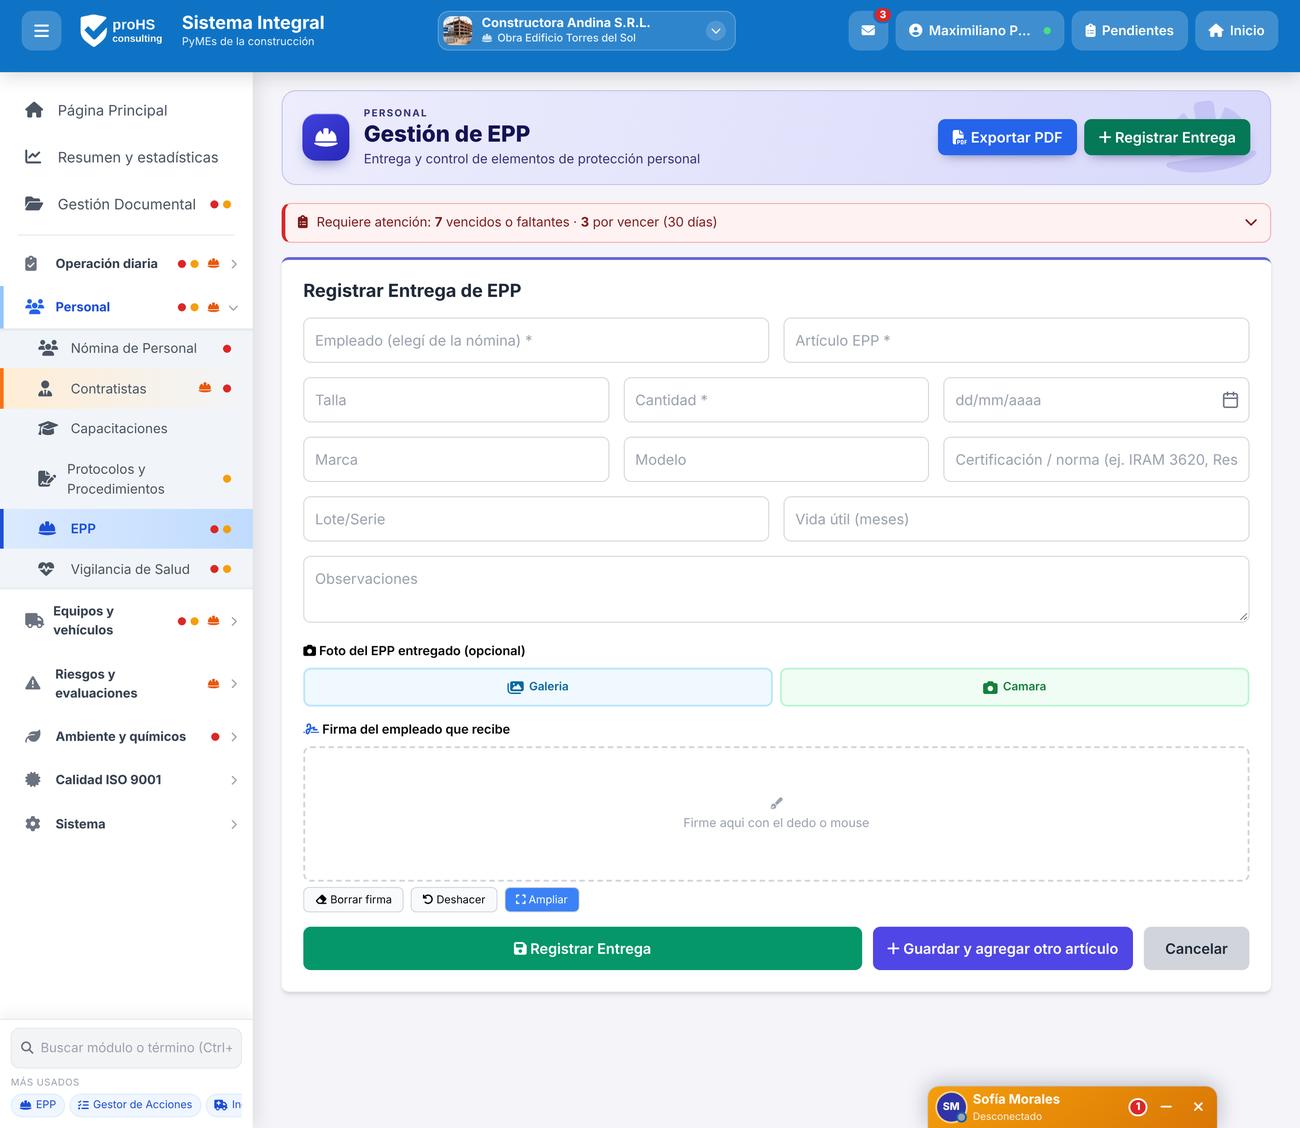 proHS
consulting
Sistema Integral
PyMEs de la construcción
Constructora Andina S.R.L.
Obra Edificio Torres del Sol
3
Maximiliano P...
Pendientes
Inicio
Página Principal
Resumen y estadísticas
Gestión Documental
Operación diaria
Personal
Nómina de Personal
Contratistas
Capacitaciones
Protocolos y
Procedimientos
EPP
Vigilancia de Salud
Equipos y
vehículos
Riesgos y
evaluaciones
Ambiente y químicos
Calidad ISO 9001
Sistema
Buscar módulo o término (Ctrl+
MÁS USADOS
EPP
Gestor de Acciones
In
PERSONAL
Gestión de EPP
Entrega y control de elementos de protección personal
Exportar PDF
Registrar Entrega
Requiere atención: 7 vencidos o faltantes · 3 por vencer (30 días)
Registrar Entrega de EPP
Empleado (elegí de la nómina) *
Artículo EPP *
Talla
Cantidad *
dd/mm/aaaa
Marca
Modelo
Certificación / norma (ej. IRAM 3620, Res
Lote/Serie
Vida útil (meses)
Observaciones
Foto del EPP entregado (opcional)
Galeria
Camara
Firma del empleado que recibe
Firme aqui con el dedo o mouse
Borrar firma
Deshacer
Ampliar
Registrar Entrega
Guardar y agregar otro artículo
Cancelar
SM
Sofía Morales
Desconectado
1